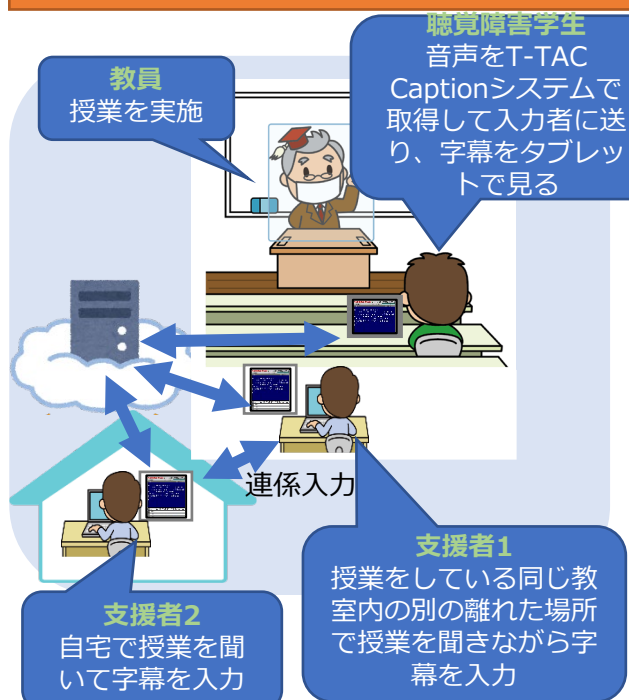 教員
授業を実施
聴覚障害学生
音声をT-TAC
Captionシステムで
取得して入力者に送
り、字幕をタブレッ
トで見る
連係入力
支援者1
授業をしている同じ教
室内の別の離れた場所
で授業を聞きながら字
幕を入力
支援者2
自宅で授業を聞
いて字幕を入力